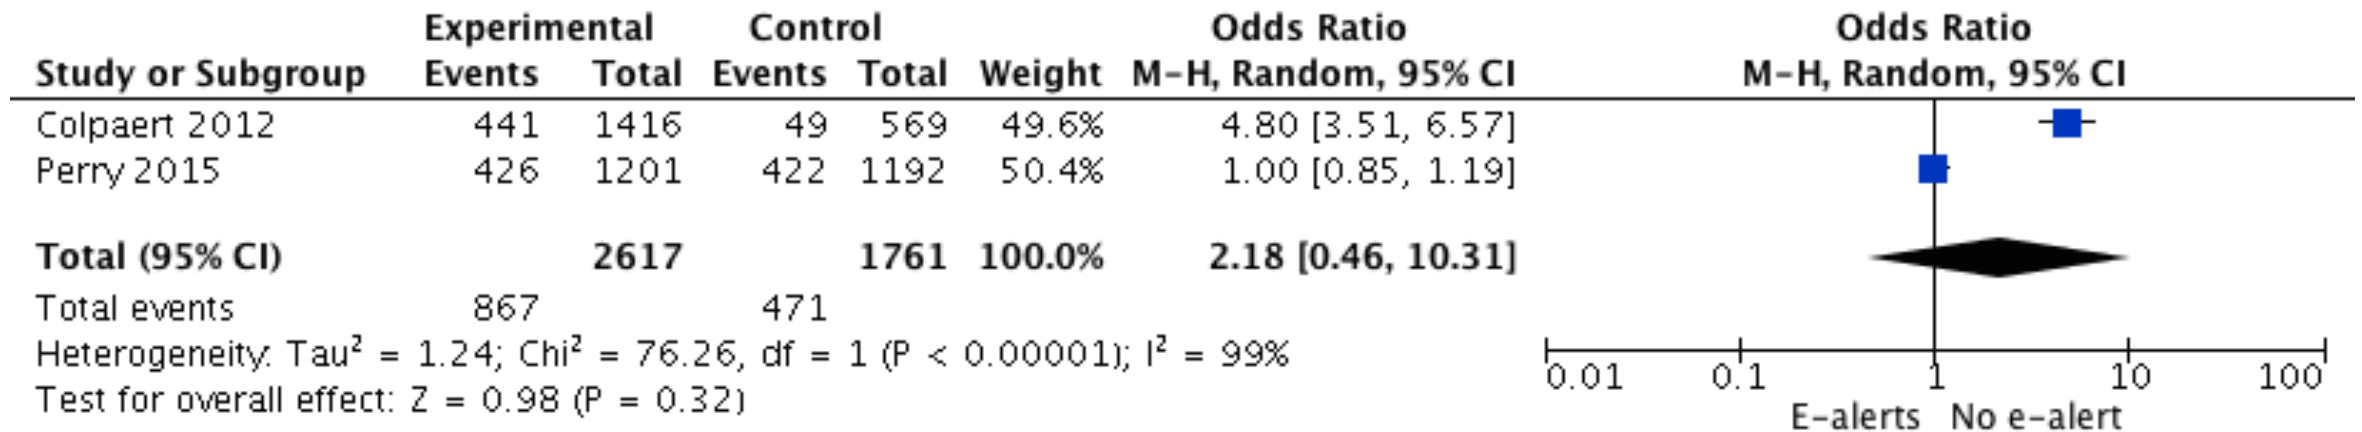 Experimental Control Odds Ratio Odds Ratio
Study or Subgroup Events Total Events Total Weight M-H, Random, 95% CI M-H, Random, 95% CI
Colpaert 2012 441 1416 49 569 49.6% 4.80 [3.51, 6.57]
Perry 2015 426 1201 422 1192 50.4% 1.00 [0.85, 1.19]
Total (95% CI) 2617 1761 100.0% 2.18 [0.46, 10.31]
Total events 867 471
Heterogeneity: Tau² = 1.24; Chi² = 76.26, df = 1 (P < 0.00001); I² = 99%
Test for overall effect: Z = 0.98 (P = 0.32)
0.01 0.1 1 10 100
E-alerts No e-alert